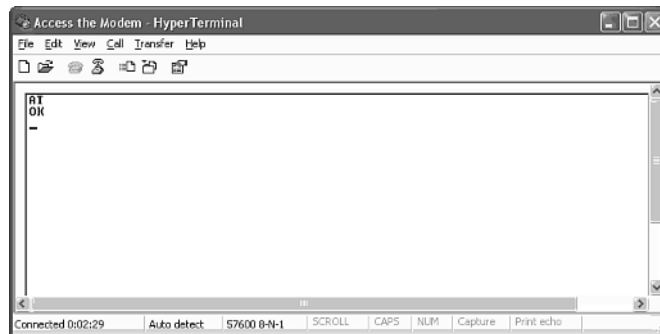 Access the Modem - HyperTerminal
File Edit View Call Transfer Help
AT
OK
Connected 0:02:29 Auto detect 57600 8-N-1 SCROLL CAPS NUM Capture Print echo